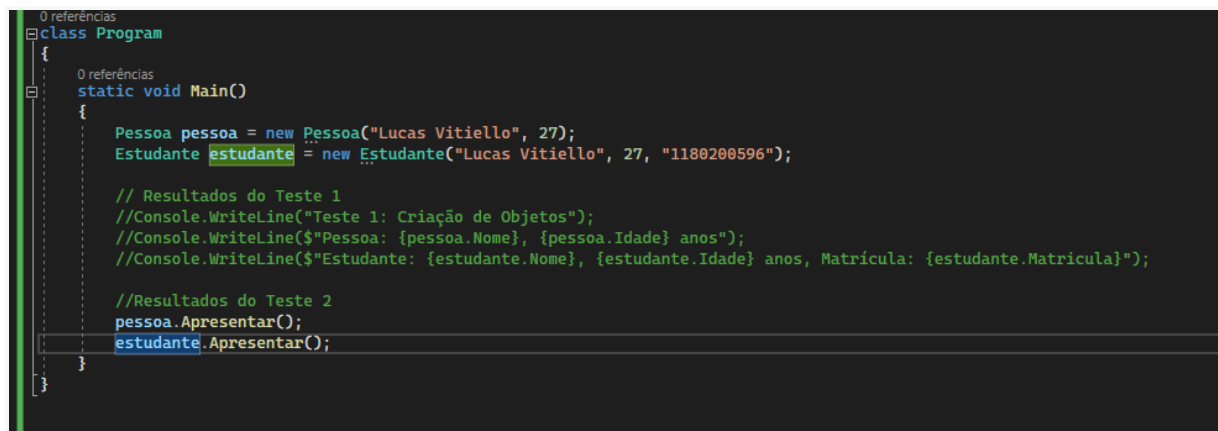 0 referências
class Program
{
0 referências
static void Main()
{
Pessoa pessoa = new Pessoa("Lucas Vitiello", 27);
Estudante estudante = new Estudante("Lucas Vitiello", 27, "1180200596");
// Resultados do Teste 1
//Console.WriteLine("Teste 1: Criação de Objetos");
//Console.WriteLine($"Pessoa: {pessoa.Nome}, {pessoa.Idade} anos");
//Console.WriteLine($"Estudante: {estudante.Nome}, {estudante.Idade} anos, Matrícula: {estudante.Matricula}");
//Resultados do Teste 2
pessoa.Apresentar();
estudante.Apresentar();
}
}